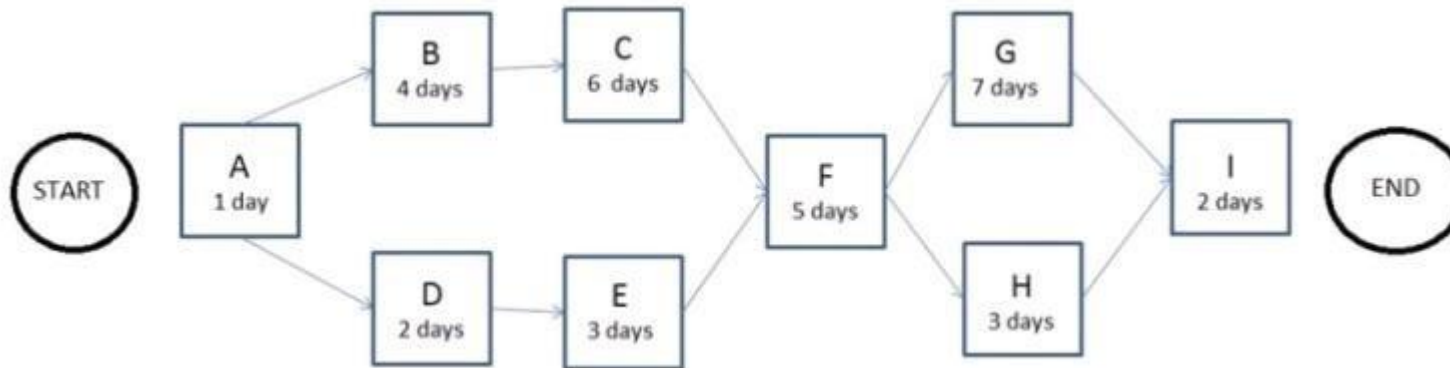 START
A
1 day
B
4 days
C
6 days
D
2 days
E
3 days
F
5 days
G
7 days
H
3 days
I
2 days
END